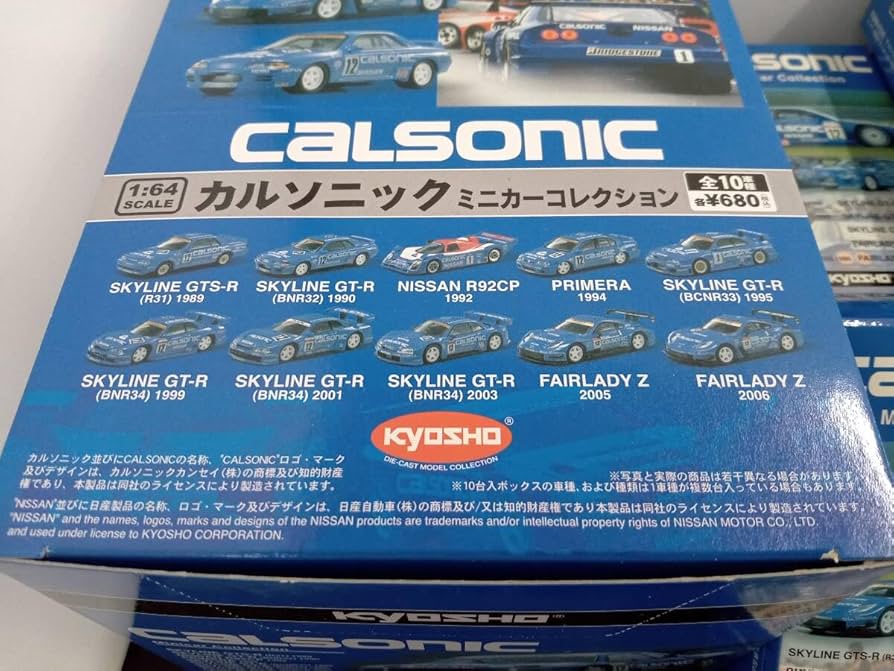 CALSONIC NISSAN
BRIDGESTONE
1
12
CALSONIC
CALSONIC
1:64
SCALE
カルソニック ミニカーコレクション
全10車種
各¥680
SKYLINE GTS-R
(R31) 1989
SKYLINE GT-R
(BNR32) 1990
NISSAN R92CP
1992
PRIMERA
1994
SKYLINE GT-R
(BCNR33) 1995
SKYLINE GT-R
(BNR34) 1999
SKYLINE GT-R
(BNR34) 2001
SKYLINE GT-R
(BNR34) 2003
FAIRLADY Z
2005
FAIRLADY Z
2006
KYOSHO®
DIE-CAST MODEL COLLECTION
カルソニック並びにCALSONICの名称、"CALSONIC"ロゴ・マーク
及びデザインは、カルソニックカンセイ(株)の商標及び知的財産
権であり、本製品は同社のライセンスにより製造されています。
※写真と実際の商品は若干異なる場合があります。
※10台入ボックスの車種、および種類は1車種が複数台入っている場合もあります。
"NISSAN"並びに日産製品の名称、ロゴ・マーク及びデザインは、日産自動車(株)の商標及び/又は知的財産権であり本製品は同社のライセンスにより製造されています。
"NISSAN" and the names, logos, marks and designs of the NISSAN products are trademarks and/or intellectual property rights of NISSAN MOTOR CO., LTD.
and used under license to KYOSHO CORPORATION.
KYOSHO
CALSONIC
Minicar Collection
SONIC
Collection
KYOSHO
SKYLINE GTS-R